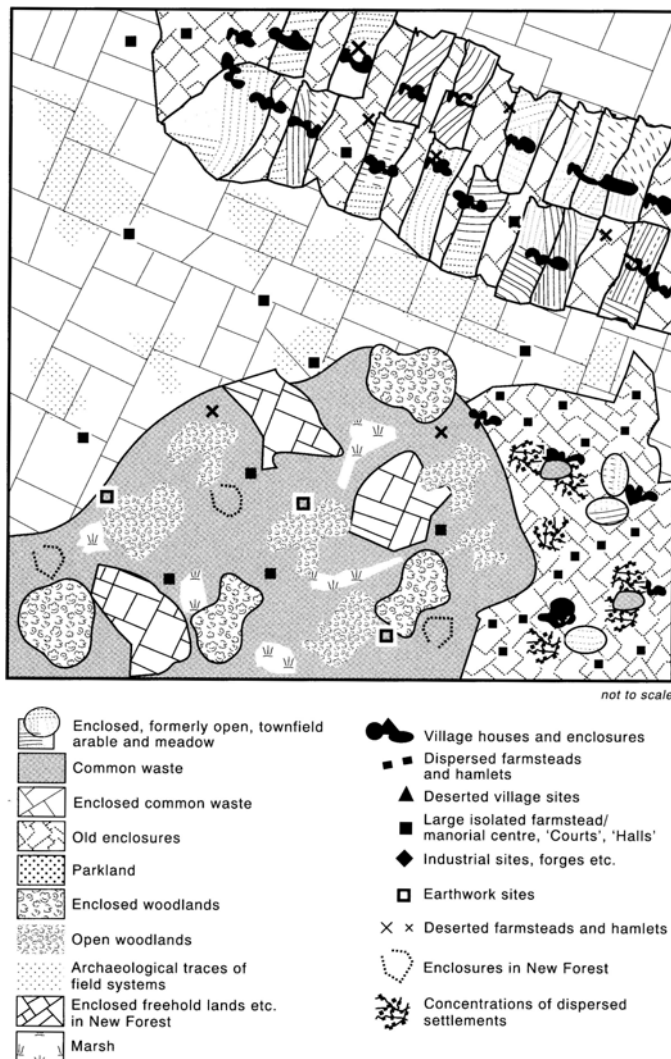 not to scale
Enclosed, formerly open, townfield
arable and meadow
Common waste
Enclosed common waste
Old enclosures
Parkland
Enclosed woodlands
Open woodlands
Archaeological traces of
field systems
Enclosed freehold lands etc.
in New Forest
Marsh
Village houses and enclosures
Dispersed farmsteads
and hamlets
Deserted village sites
Large isolated farmstead/
manorial centre, 'Courts', 'Halls'
Industrial sites, forges etc.
Earthwork sites
Deserted farmsteads and hamlets
Enclosures in New Forest
Concentrations of dispersed
settlements